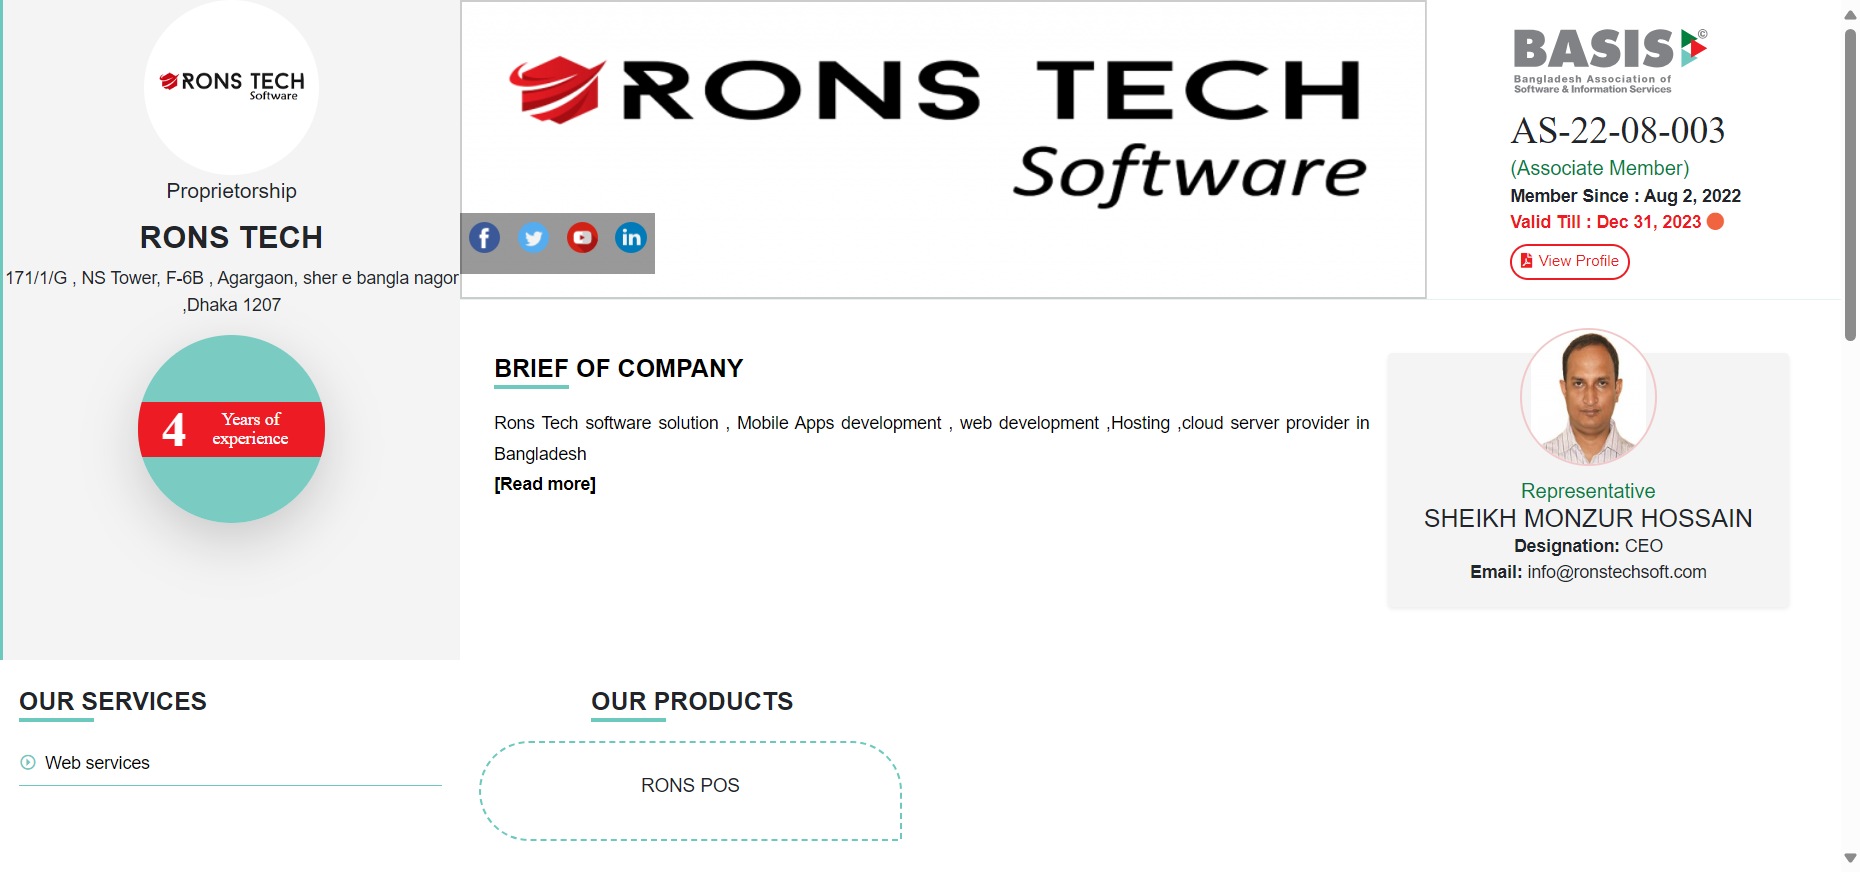 RONS TECH
Software
Proprietorship
RONS TECH
171/1/G , NS Tower, F-6B , Agargaon, sher e bangla nagor
,Dhaka 1207
4
Years of
experience
RONS TECH
Software
BASIS©
Bangladesh Association of
Software & Information Services
AS-22-08-003
(Associate Member)
Member Since : Aug 2, 2022
Valid Till : Dec 31, 2023
View Profile
BRIEF OF COMPANY
Rons Tech software solution , Mobile Apps development , web development ,Hosting ,cloud server provider in
Bangladesh
[Read more]
Representative
SHEIKH MONZUR HOSSAIN
Designation: CEO
Email: info@ronstechsoft.com
OUR SERVICES
Web services
OUR PRODUCTS
RONS POS